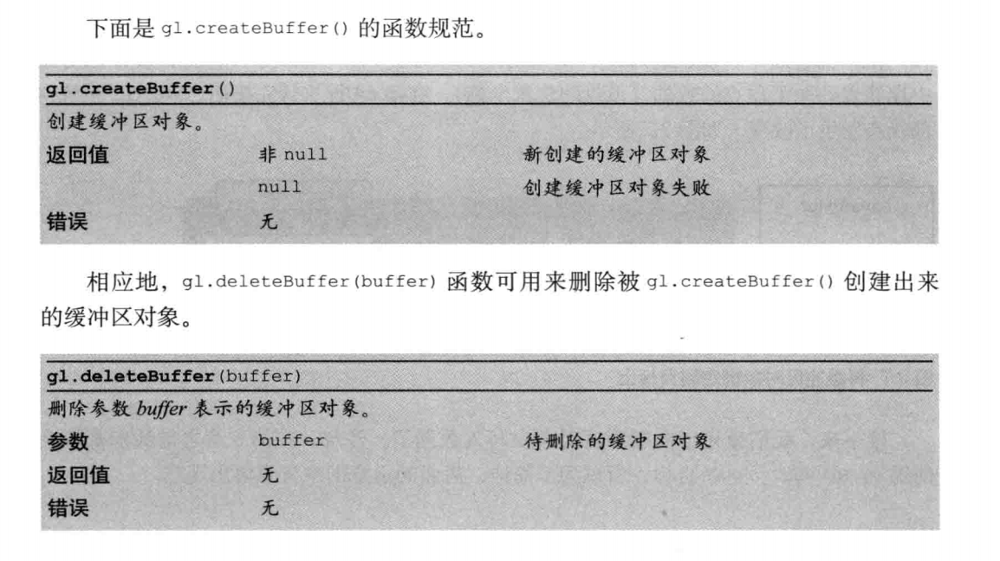 下面是 gl.createBuffer() 的函数规范。
gl.createBuffer()
创建缓冲区对象。
返回值 非 null 新创建的缓冲区对象
null 创建缓冲区对象失败
错误 无
相应地，gl.deleteBuffer(buffer) 函数可用来删除被 gl.createBuffer() 创建出来
的缓冲区对象。
gl.deleteBuffer(buffer)
删除参数 buffer 表示的缓冲区对象。
参数 buffer 待删除的缓冲区对象
返回值 无
错误 无